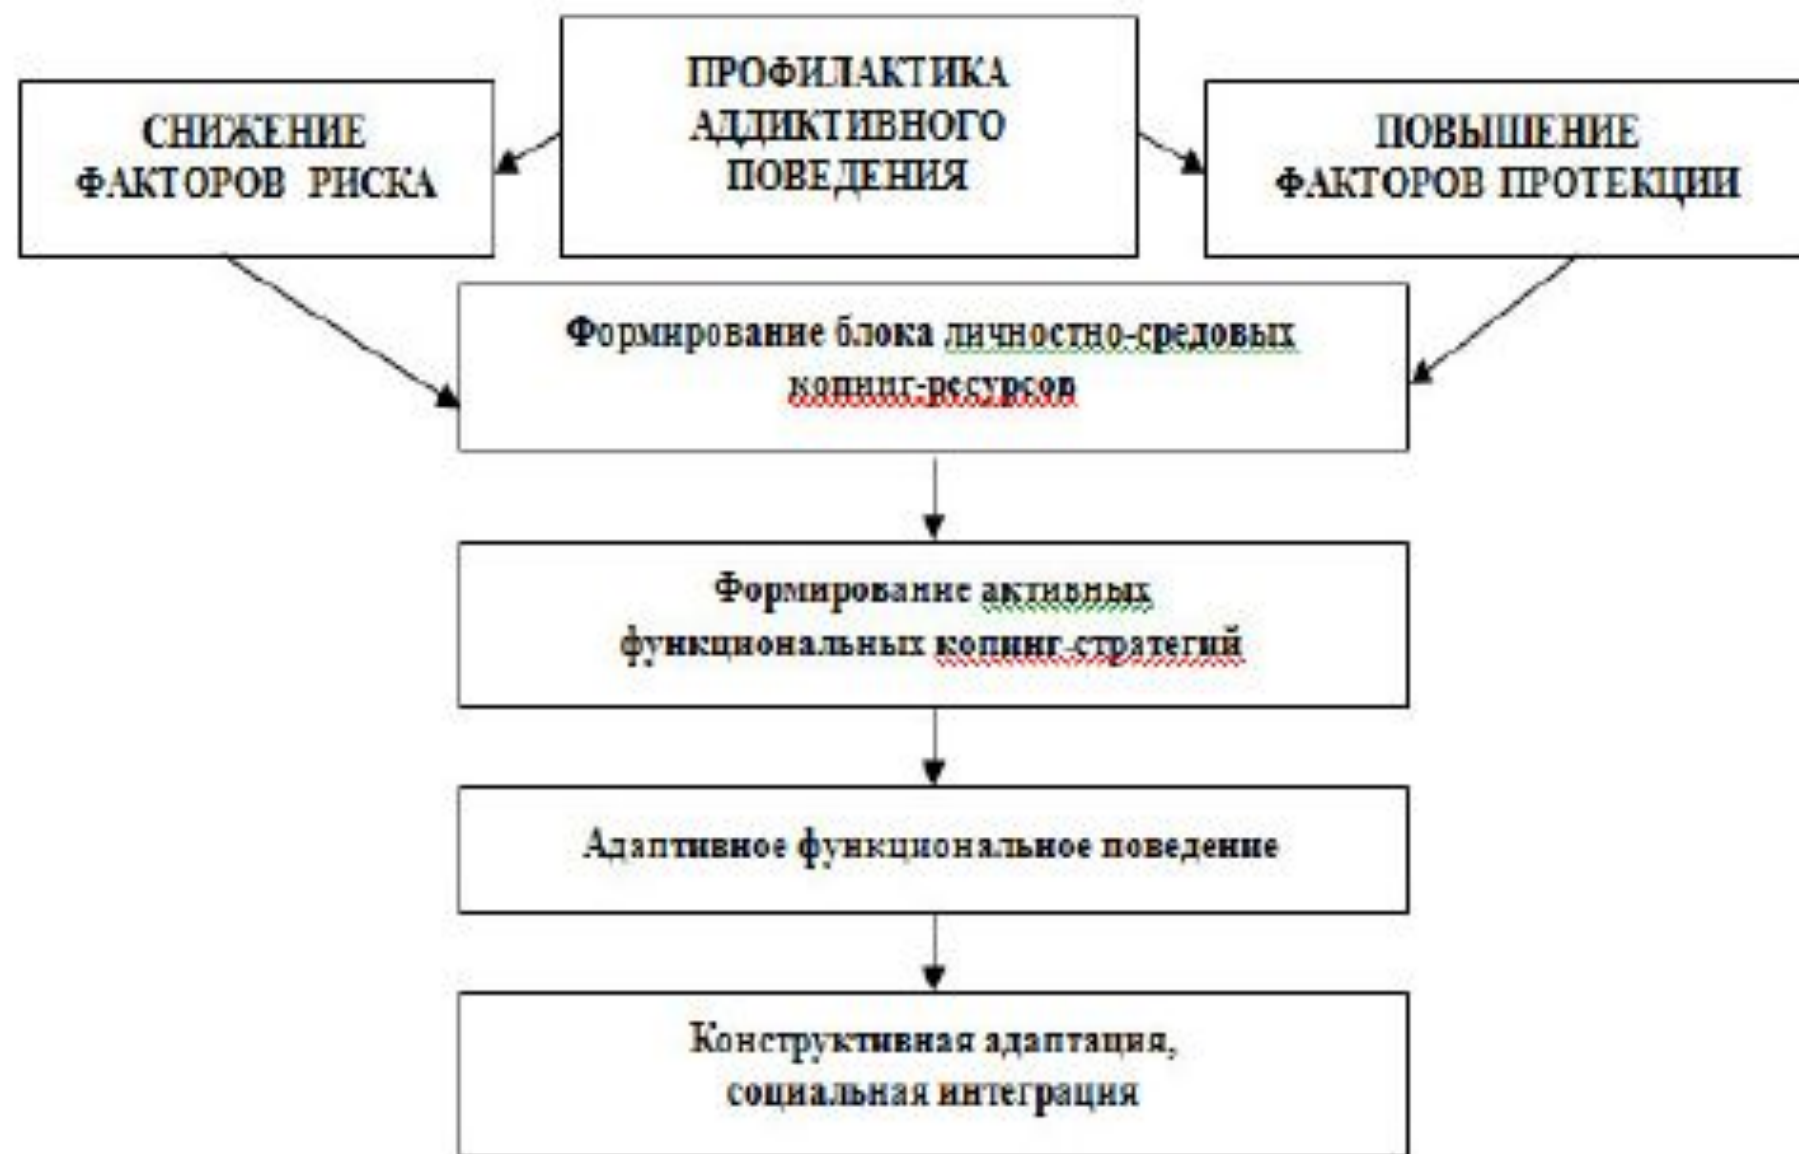 ПРОФИЛАКТИКА
АДДИКТИВНОГО
ПОВЕДЕНИЯ
СНИЖЕНИЕ
ФАКТОРОВ РИСКА
ПОВЫШЕНИЕ
ФАКТОРОВ ПРОТЕКЦИИ
Формирование блока личностно-средовых
копинг-ресурсов
Формирование активных
функциональных копинг-стратегий
Адаптивное функциональное поведение
Конструктивная адаптация,
социальная интеграция